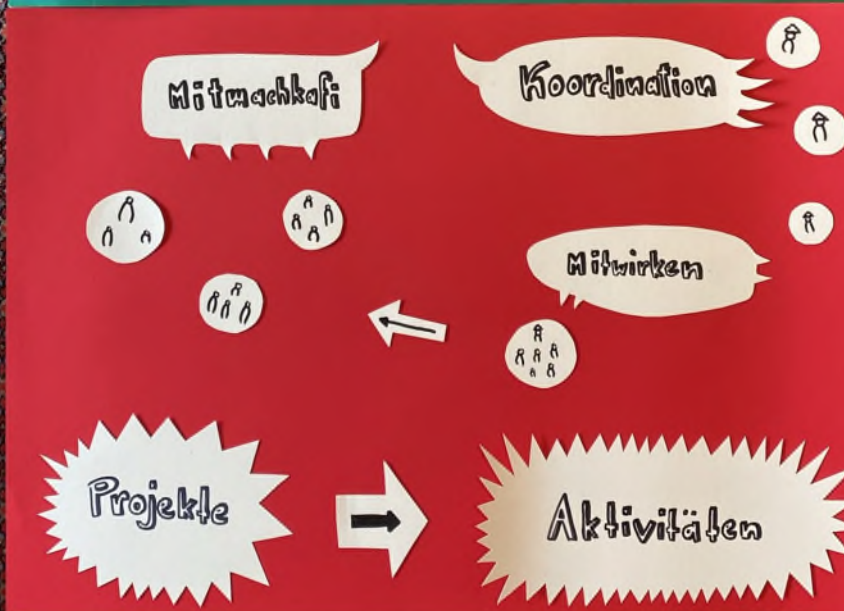 Mitmachkafi
Koordination
Mitwirken
Projekte
Aktivitäten